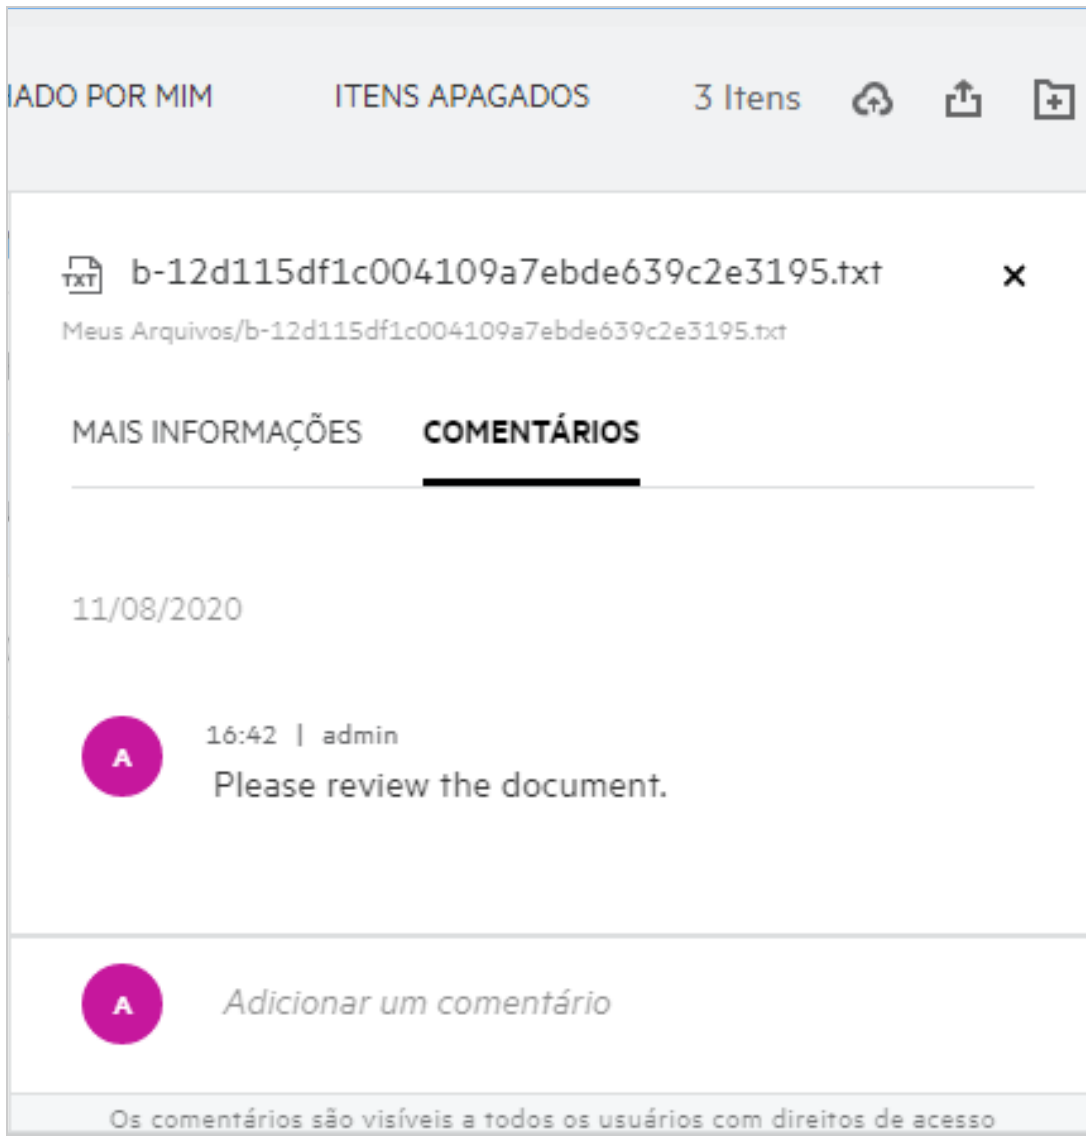 HADO POR MIM ITENS APAGADOS 3 Itens
TXT b-12d115df1c004109a7ebde639c2e3195.txt
Meus Arquivos/b-12d115df1c004109a7ebde639c2e3195.txt
MAIS INFORMAÇÕES COMENTÁRIOS
11/08/2020
16:42 | admin
A Please review the document.
A Adicionar um comentário
Os comentários são visíveis a todos os usuários com direitos de acesso